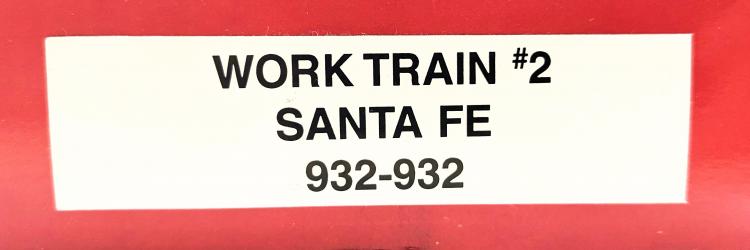 WORK TRAIN #2
SANTA FE
932-932